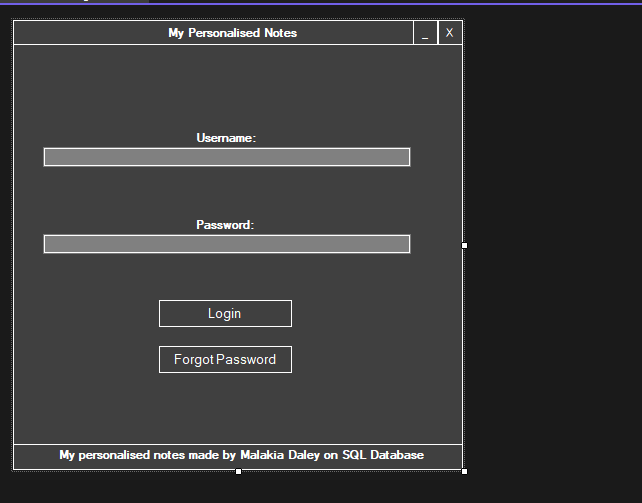 My Personalised Notes
_
X
Username:
Password:
Login
Forgot Password
My personalised notes made by Malakia Daley on SQL Database